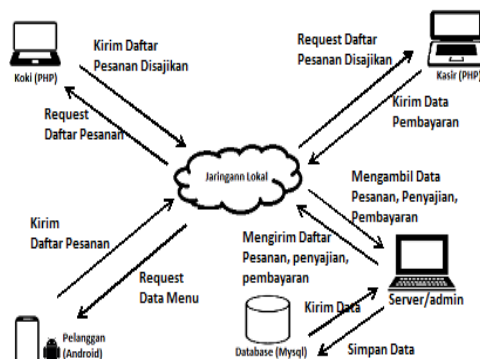 Kirim Daftar
Pesanan Disajikan
Koki (PHP)
Request
Daftar Pesanan
Request Daftar
Pesanan Disajikan
Kasir (PHP)
Kirim Data
Pembayaran
Jaringann Lokal
Mengambil Data
Pesanan, Penyajian,
Pembayaran
Kirim
Daftar Pesanan
Mengirim Daftar
Pesanan, penyajian,
pembayaran
Request
Data Menu
Server/admin
Kirim Data
Pelanggan
(Android)
Database (Mysql)
Simpan Data